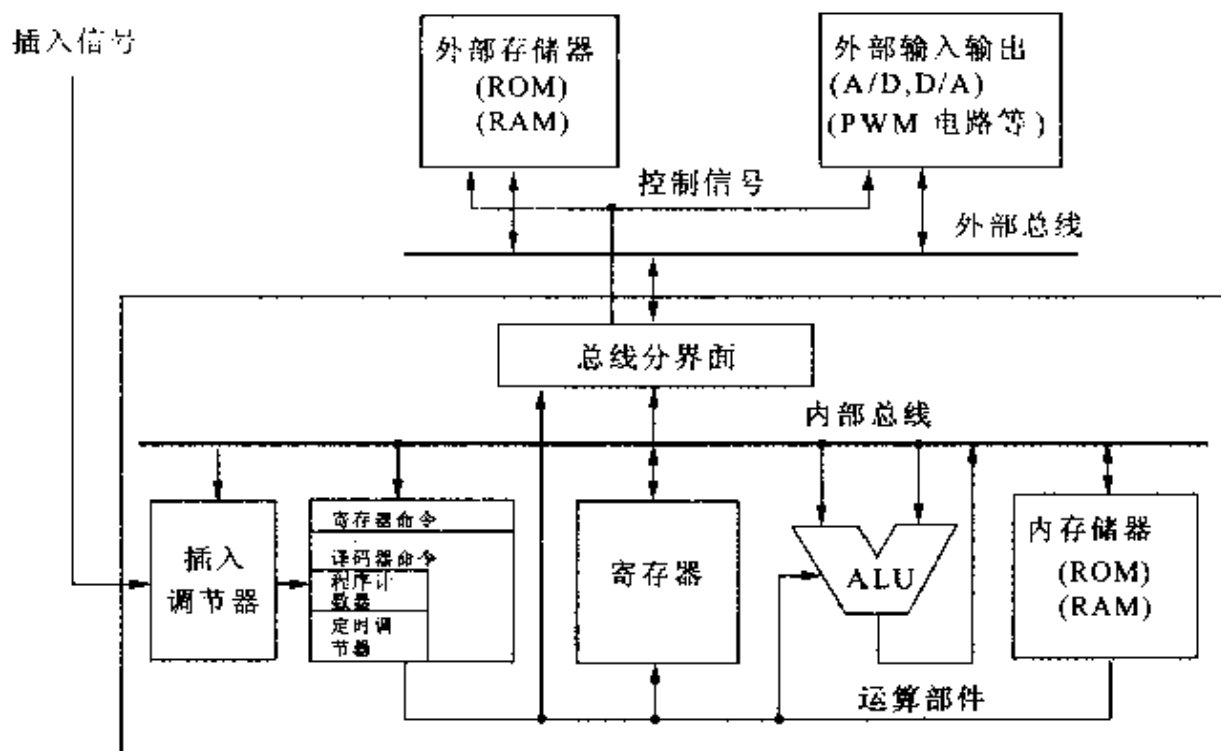 插入信号
外部存储器
(ROM)
(RAM)
外部输入输出
(A/D,D/A)
(PWM 电路等)
控制信号
外部总线
总线分界面
内部总线
插入
调节器
寄存器命令
译码器命令
程序计
数器
定时调
节器
寄存器
ALU
内存储器
(ROM)
(RAM)
运算部件